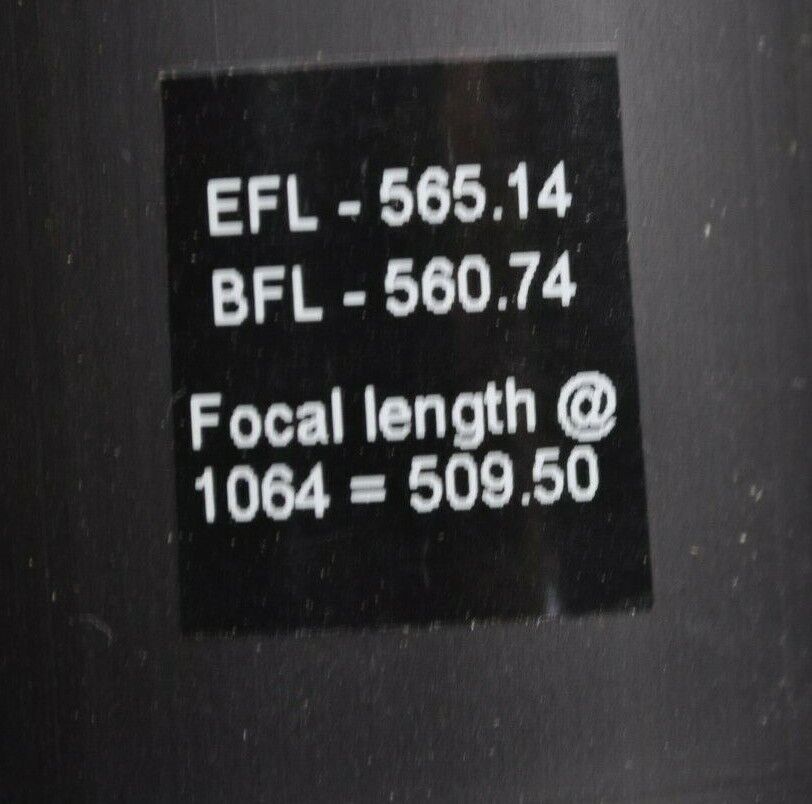 EFL - 565.14
BFL - 560.74
Focal length @
1064 = 509.50